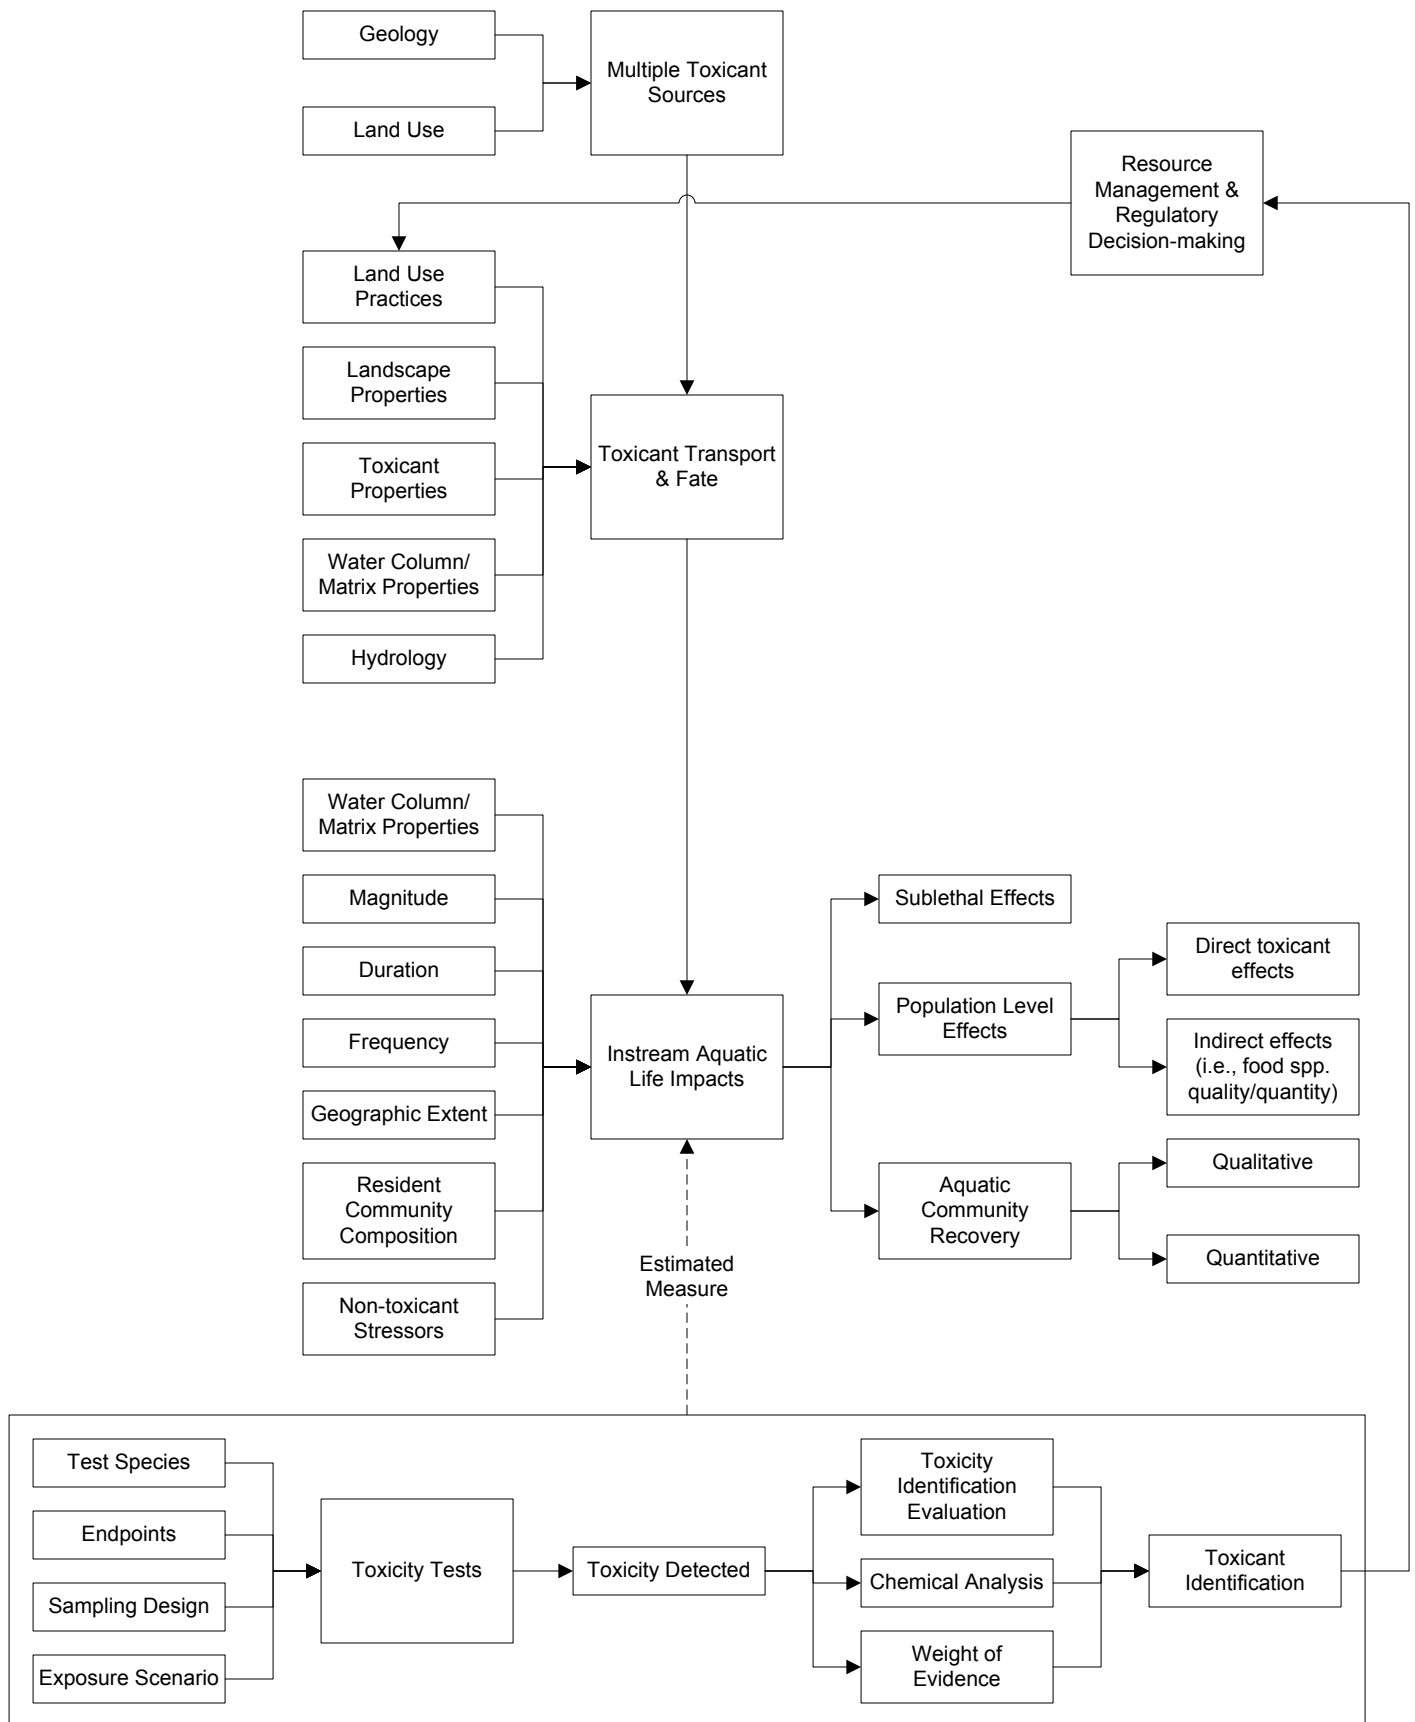 Geology
Multiple Toxicant
Sources
Land Use
Resource
Management &
Regulatory
Decision-making
Land Use
Practices
Landscape
Properties
Toxicant
Properties
Toxicant Transport
& Fate
Water Column/
Matrix Properties
Hydrology
Water Column/
Matrix Properties
Magnitude
Duration
Frequency
Geographic Extent
Resident
Community
Composition
Non-toxicant
Stressors
Instream Aquatic
Life Impacts
Sublethal Effects
Population Level
Effects
Direct toxicant
effects
Indirect effects
(i.e., food spp.
quality/quantity)
Aquatic
Community
Recovery
Qualitative
Quantitative
Estimated
Measure
Test Species
Endpoints
Sampling Design
Exposure Scenario
Toxicity Tests
Toxicity Detected
Toxicity
Identification
Evaluation
Chemical Analysis
Weight of
Evidence
Toxicant
Identification